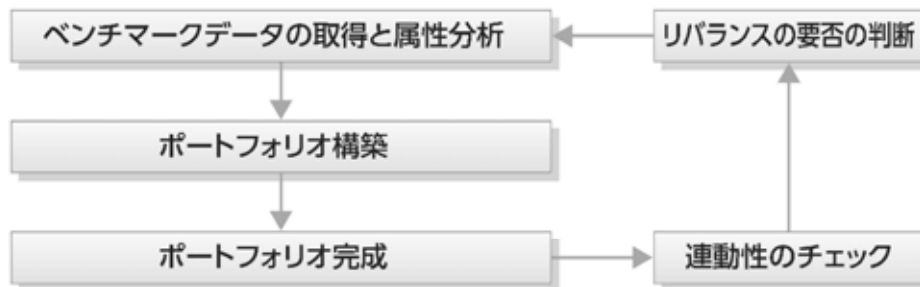 ベンチマークデータの取得と属性分析
リバランスの要否の判断
ポートフォリオ構築
ポートフォリオ完成
連動性のチェック